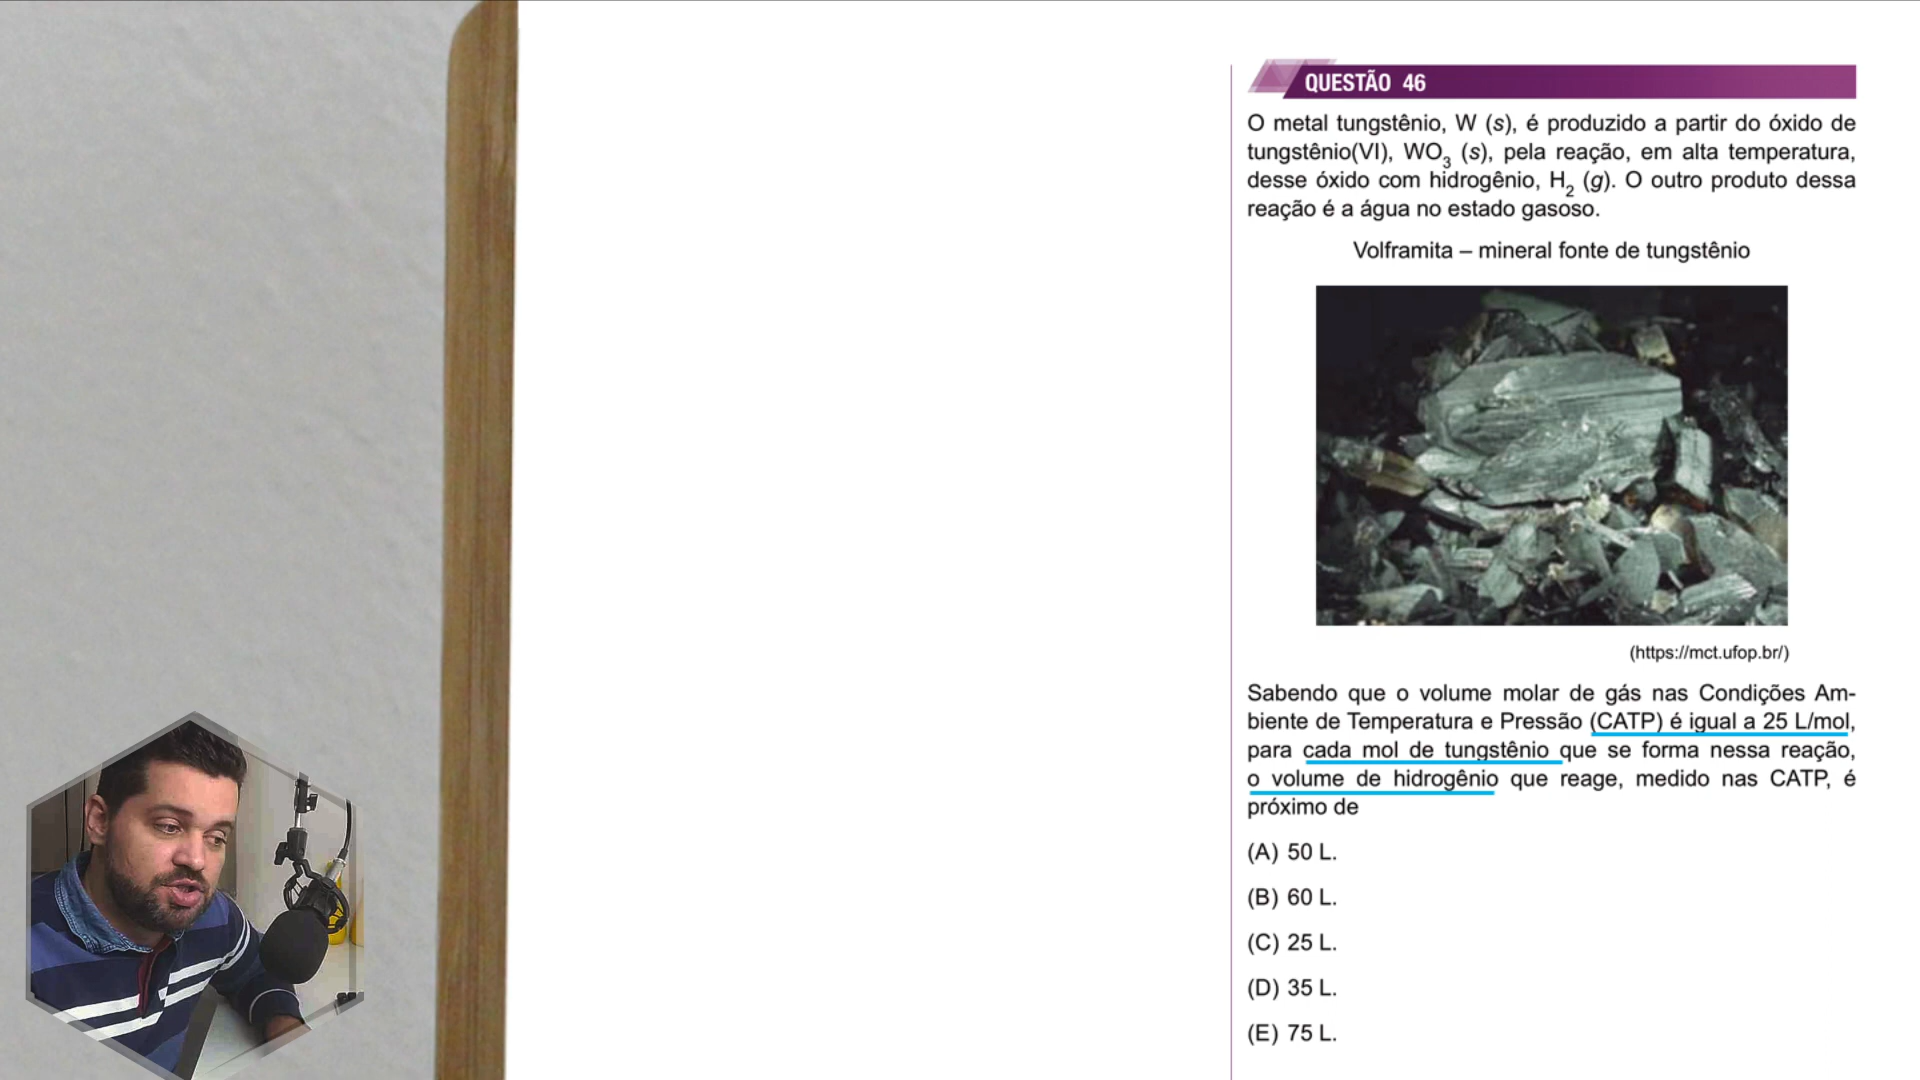 QUESTÃO 46
O metal tungstênio, W (s), é produzido a partir do óxido de
tungstênio(VI), WO₃ (s), pela reação, em alta temperatura,
desse óxido com hidrogênio, H₂ (g). O outro produto dessa
reação é a água no estado gasoso.
Volframita – mineral fonte de tungstênio
(https://mct.ufop.br/)
Sabendo que o volume molar de gás nas Condições Am-
biente de Temperatura e Pressão (CATP) é igual a 25 L/mol,
para cada mol de tungstênio que se forma nessa reação,
o volume de hidrogênio que reage, medido nas CATP, é
próximo de
(A) 50 L.
(B) 60 L.
(C) 25 L.
(D) 35 L.
(E) 75 L.